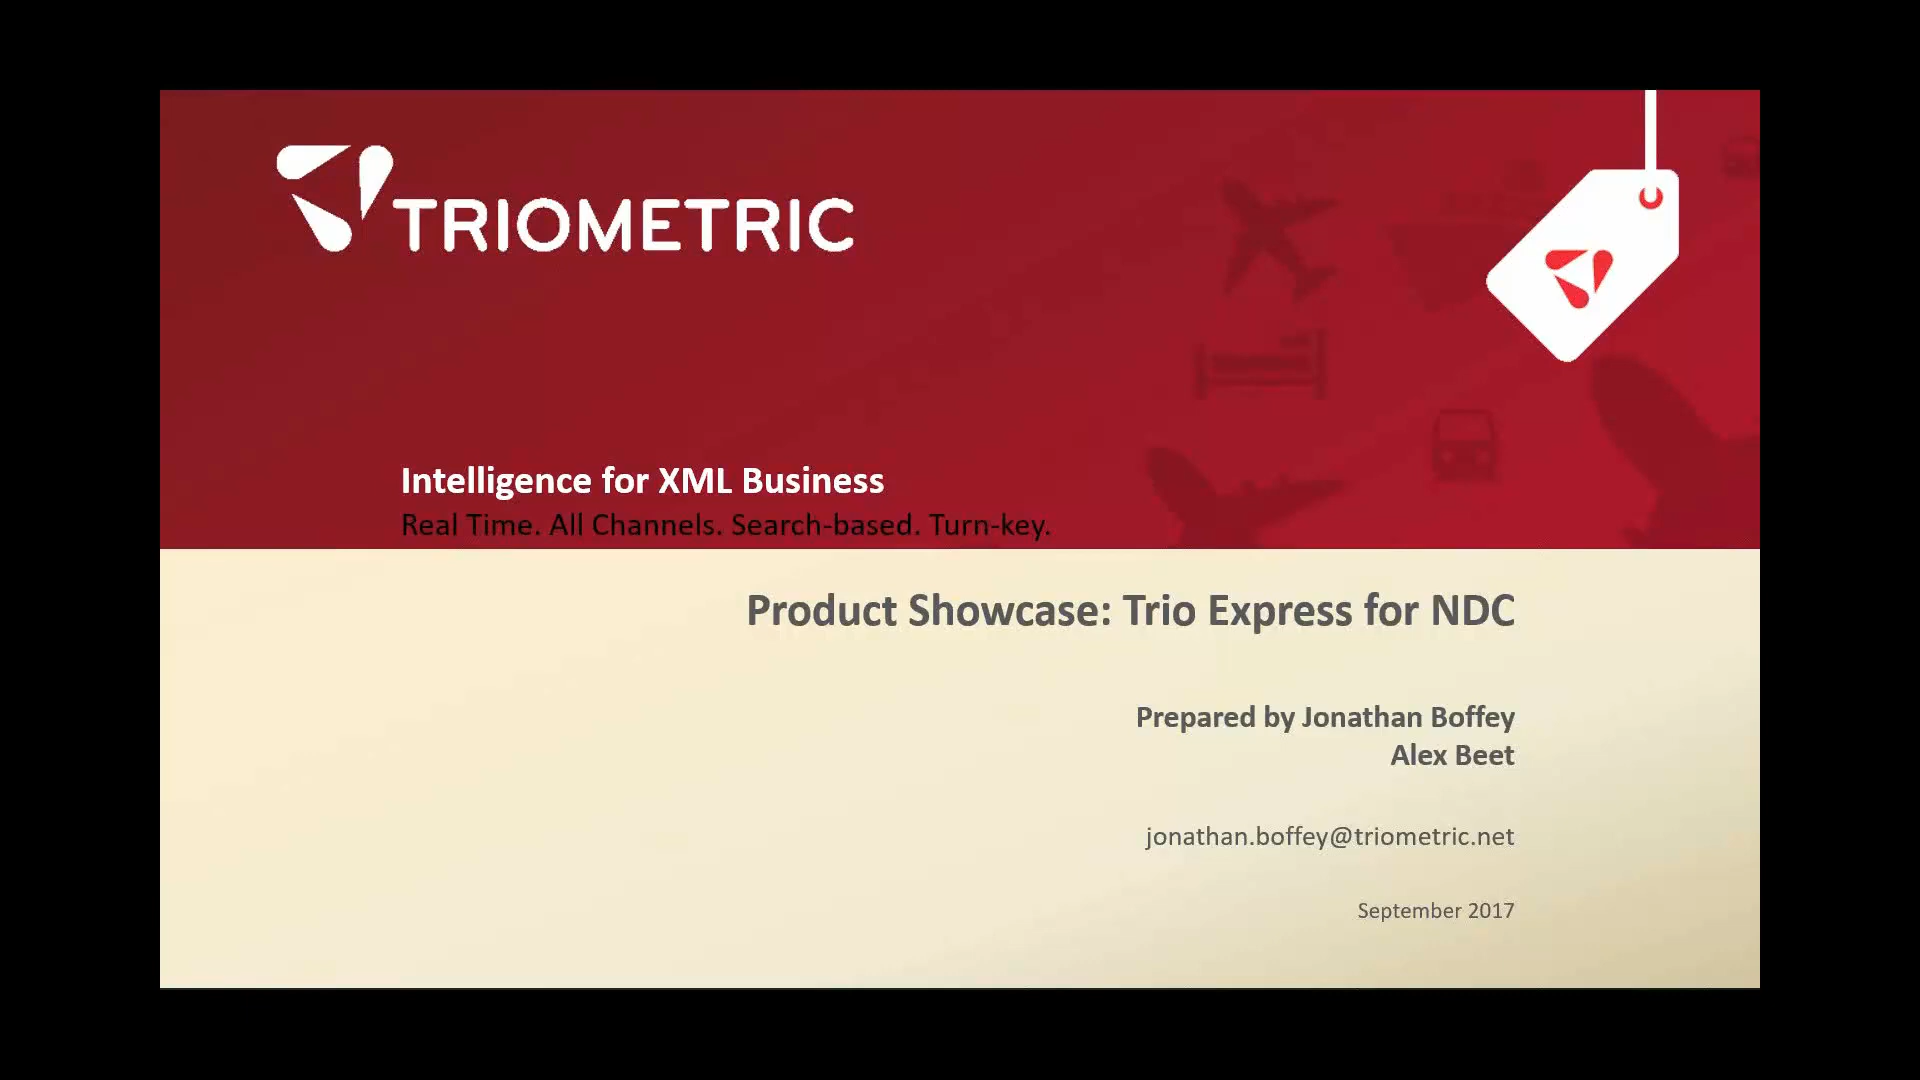 TRIOMETRIC
Intelligence for XML Business
Real Time. All Channels. Search-based. Turn-key.
Product Showcase: Trio Express for NDC
Prepared by Jonathan Boffey
Alex Beet
jonathan.boffey@triometric.net
September 2017